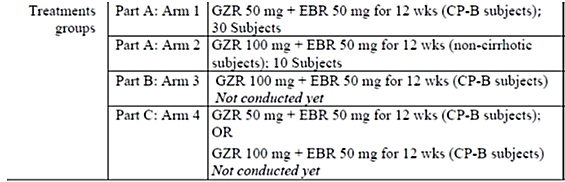 Treatments
groups
Part A: Arm 1
GZR 50 mg + EBR 50 mg for 12 wks (CP-B subjects);
30 Subjects
Part A: Arm 2
GZR 100 mg + EBR 50 mg for 12 wks (non-cirrhotic
subjects); 10 Subjects
Part B: Arm 3
GZR 100 mg + EBR 50 mg for 12 wks (CP-B subjects)
Not conducted yet
Part C: Arm 4
GZR 50 mg + EBR 50 mg for 12 wks (CP-B subjects);
OR
GZR 100 mg + EBR 50 mg for 12 wks (CP-B subjects)
Not conducted yet